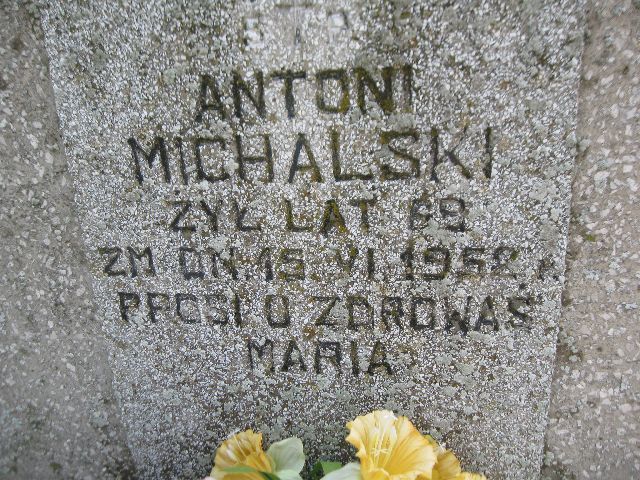 Ś.T.P.
ANTONI
MICHALSKI
ŻYŁ LAT 69
ZM DN. 15.VI 1952 R.
PROSI O ZDROWAŚ
MARIA